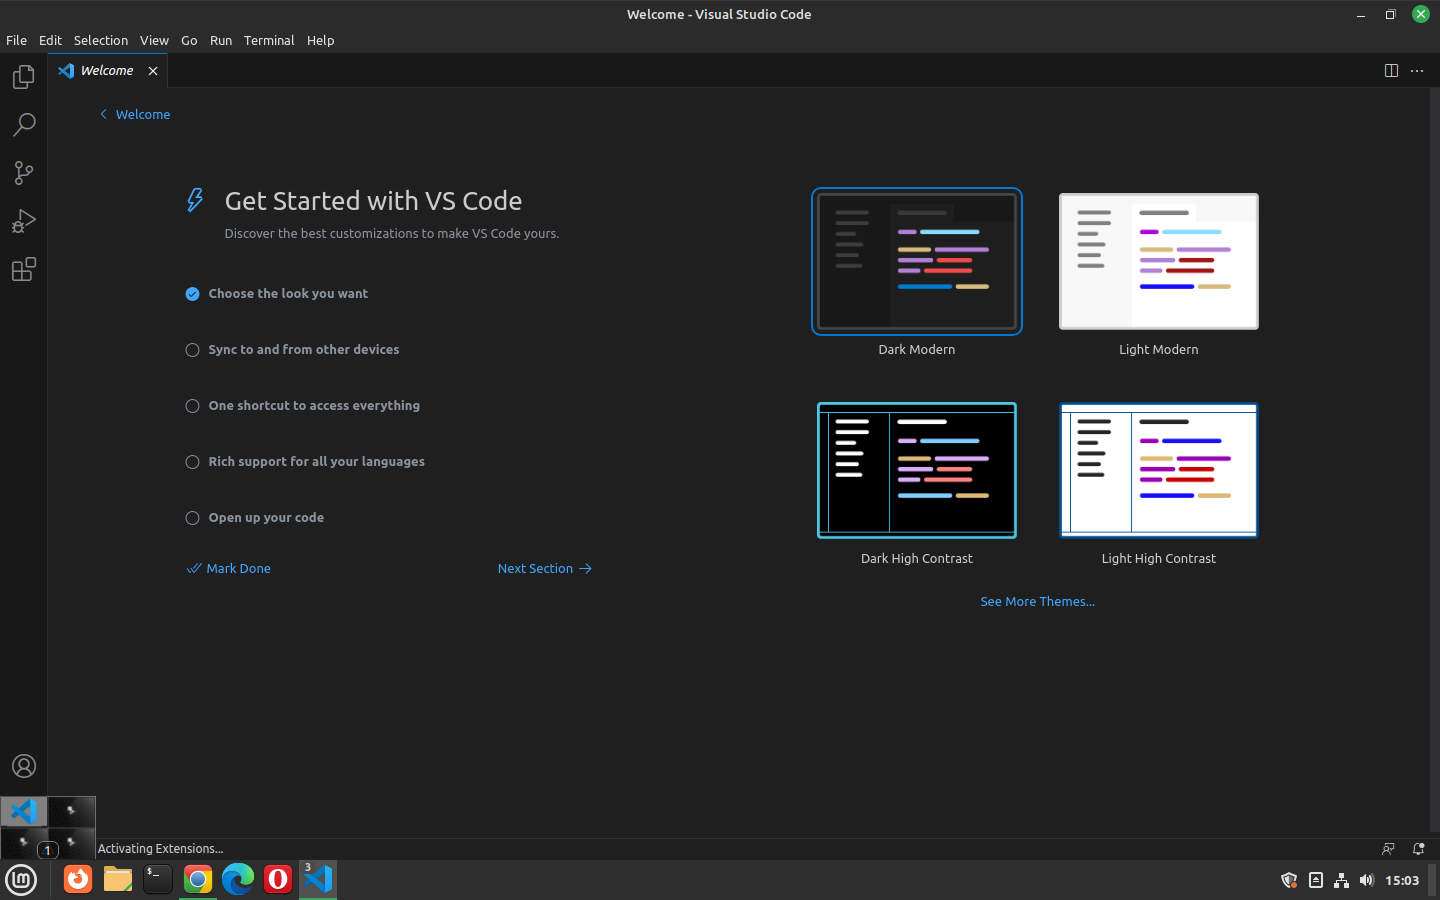 Welcome - Visual Studio Code
File Edit Selection View Go Run Terminal Help
Welcome
Welcome
Get Started with VS Code
Discover the best customizations to make VS Code yours.
Choose the look you want
Sync to and from other devices
One shortcut to access everything
Rich support for all your languages
Open up your code
Mark Done Next Section
Dark Modern Light Modern
Dark High Contrast Light High Contrast
See More Themes...
1
Activating Extensions...
3
15:03